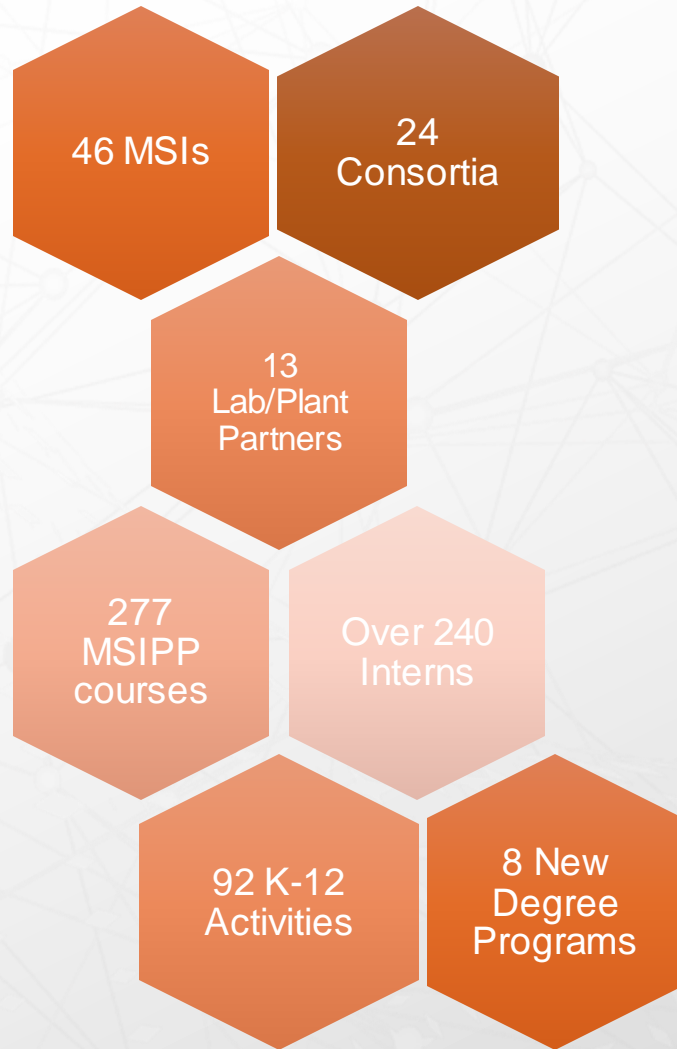 46 MSIs
24
Consortia
13
Lab/Plant
Partners
277
MSIPP
courses
Over 240
Interns
92 K-12
Activities
8 New
Degree
Programs